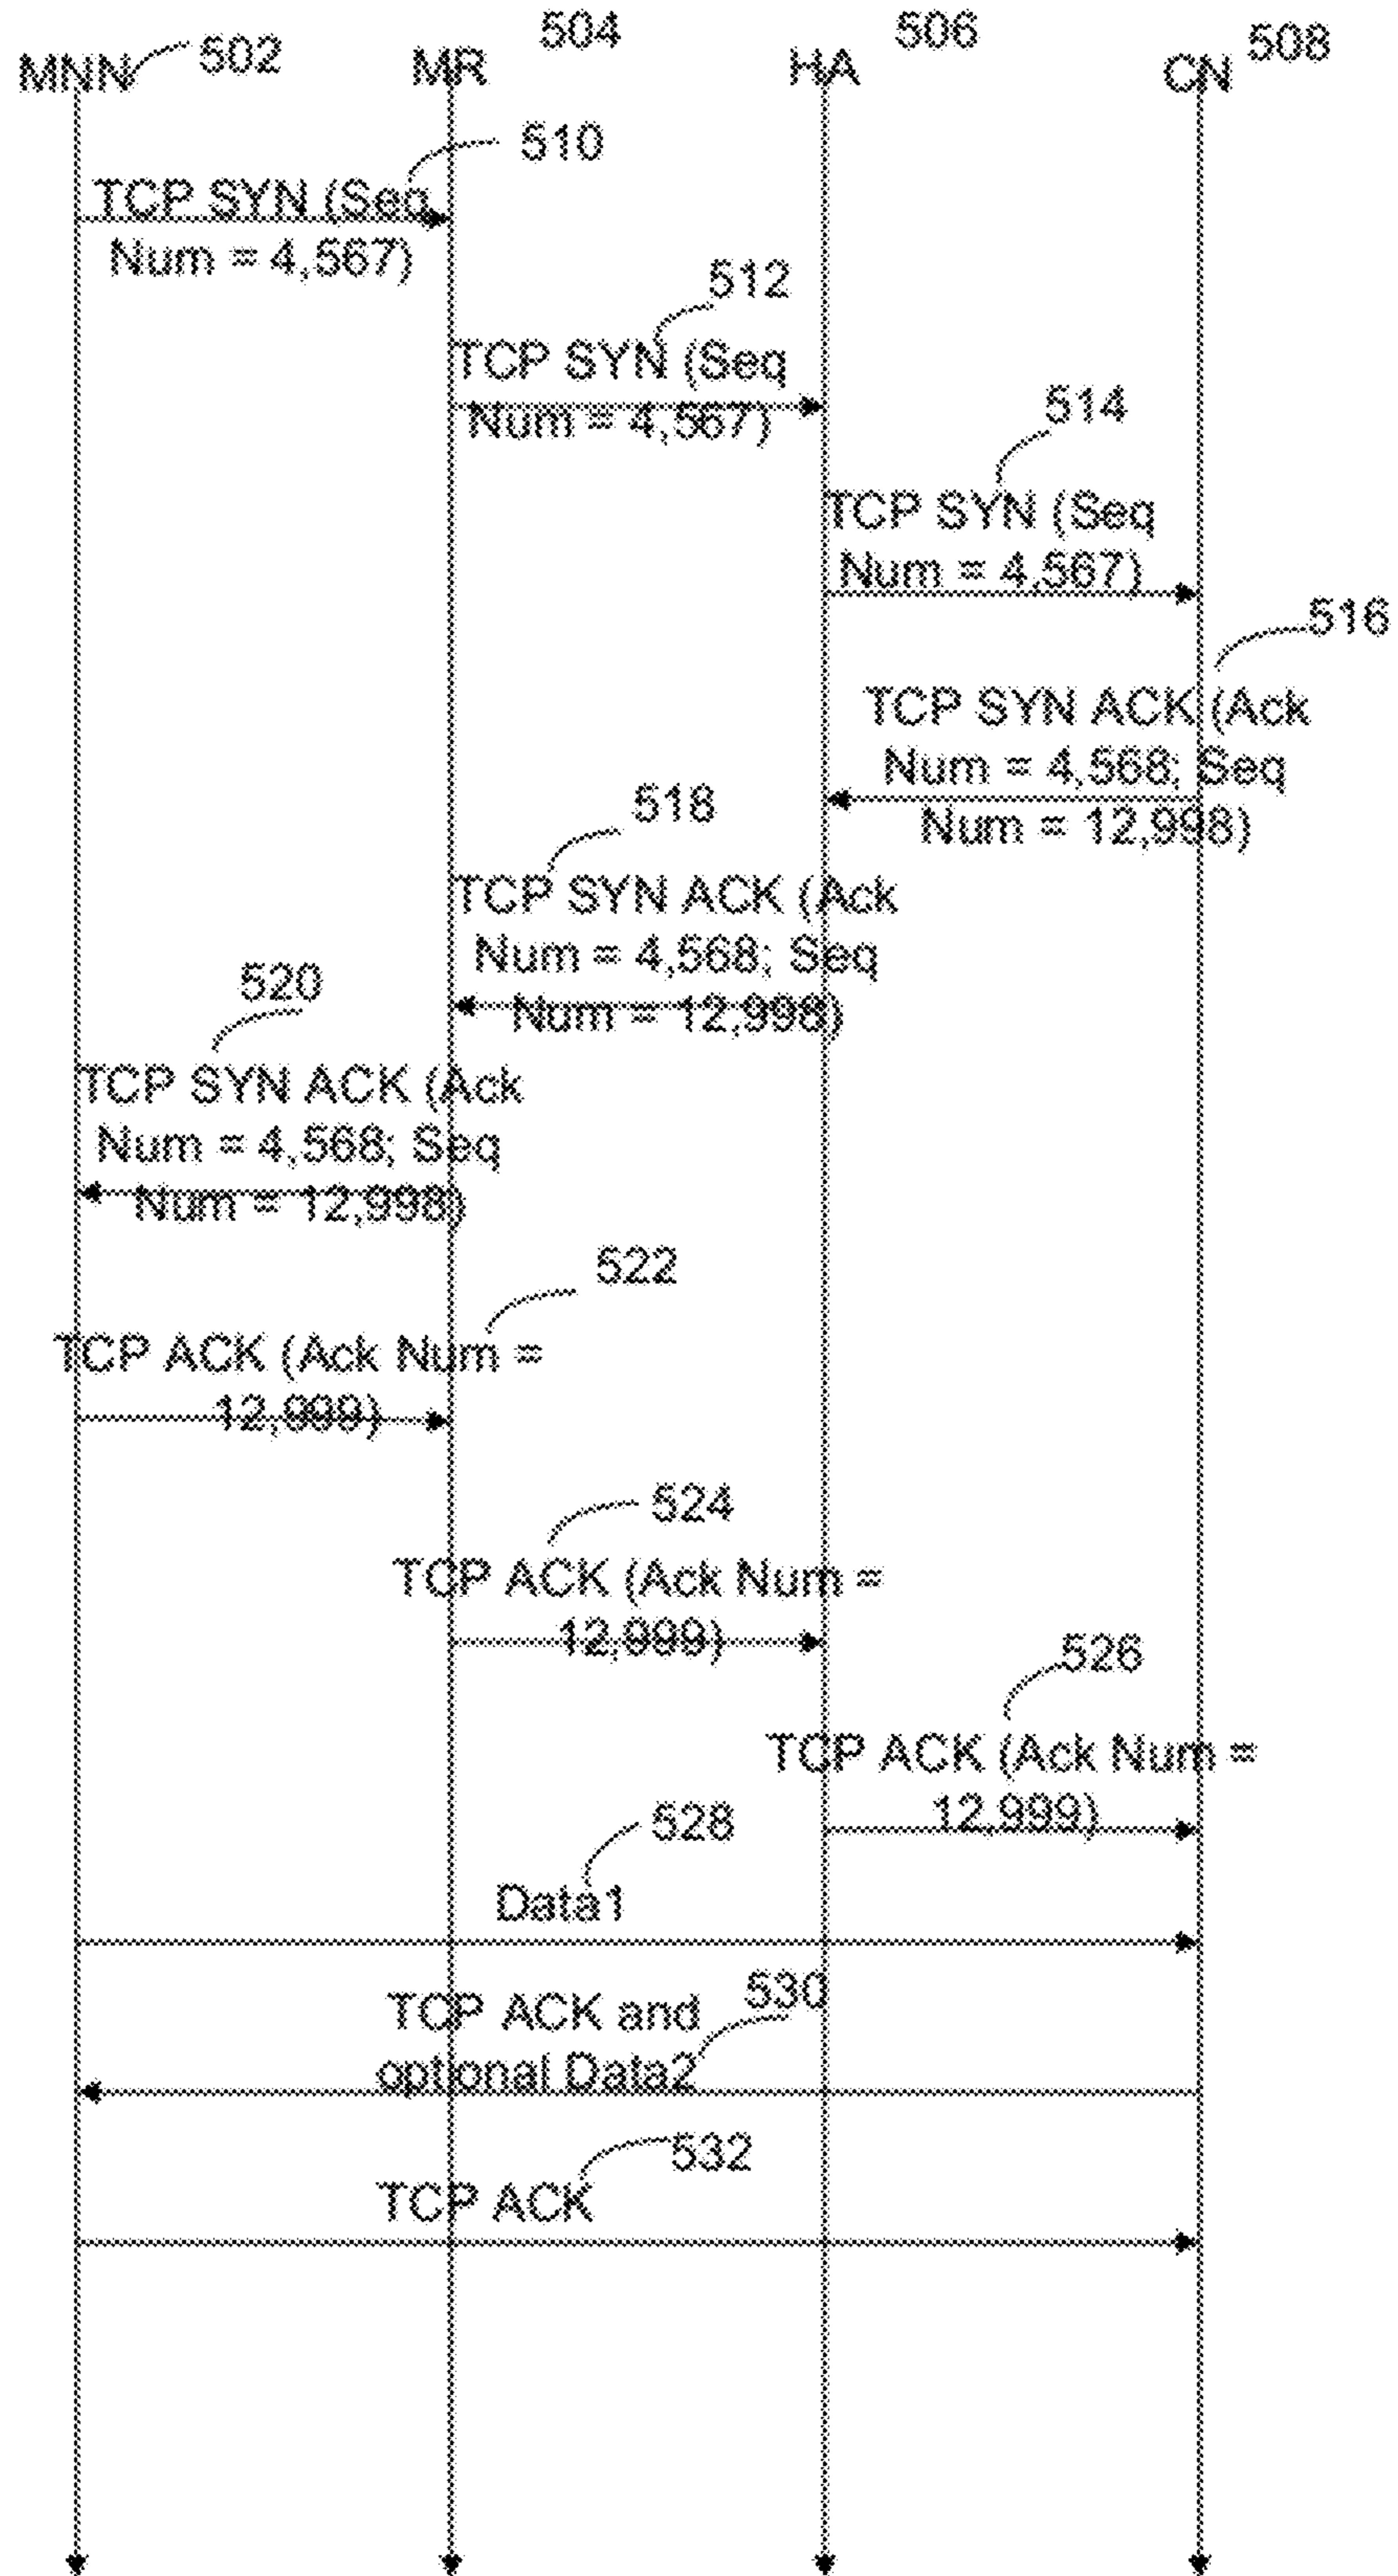 MNN 502 MR 504 HA 506 CN 508
510
TCP SYN (Seq
Num = 4,567)
512
TCP SYN (Seq
Num = 4,567)
514
TCP SYN (Seq
Num = 4,567)
516
TCP SYN ACK (Ack
Num = 4,568; Seq
Num = 12,998)
518
TCP SYN ACK (Ack
Num = 4,568; Seq
Num = 12,998)
520
TCP SYN ACK (Ack
Num = 4,568; Seq
Num = 12,998)
522
TCP ACK (Ack Num =
12,999)
524
TCP ACK (Ack Num =
12,999)
526
TCP ACK (Ack Num =
12,999)
528
Data1
530
TCP ACK and
optional Data2
532
TCP ACK